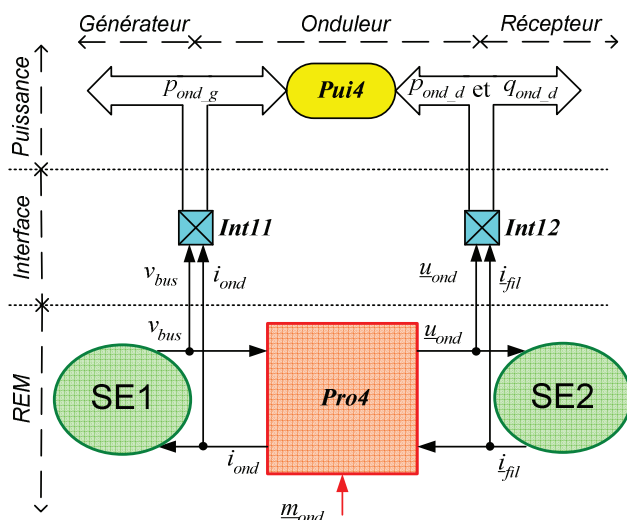 Générateur Onduleur Récepteur
Puissance
p_ond_g Pui4 p_ond_d et q_ond_d
Interface
Int11 Int12
v_bus i_ond u_ond i_fil
REM
v_bus u_ond
SE1 Pro4 SE2
i_ond i_fil
m_ond